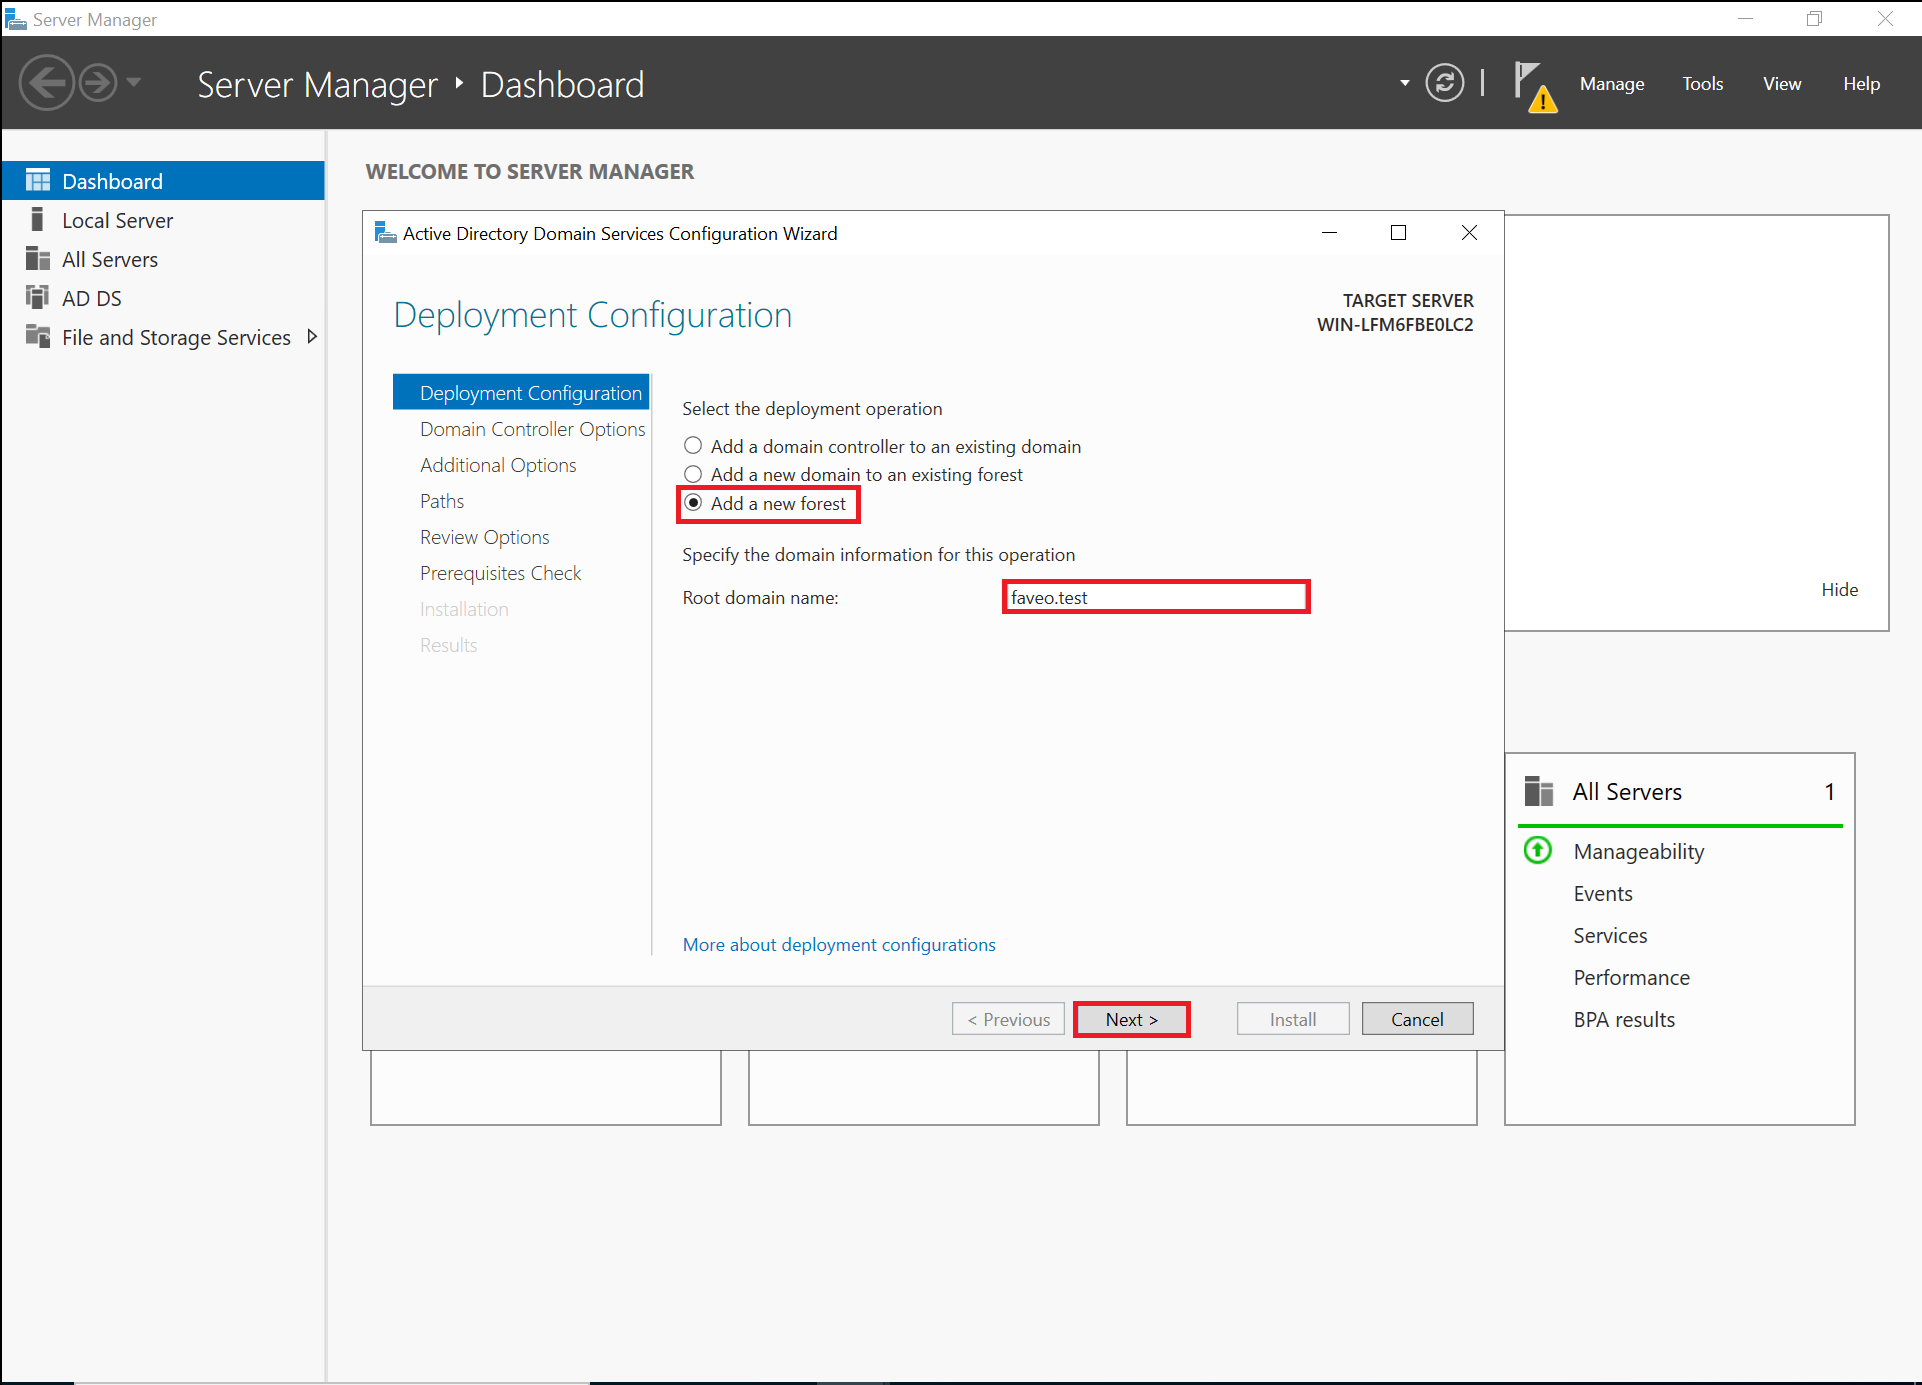 Server Manager
Server Manager ‣ Dashboard
Manage
Tools
View
Help
Dashboard
Local Server
All Servers
AD DS
File and Storage Services
WELCOME TO SERVER MANAGER
Active Directory Domain Services Configuration Wizard
Deployment Configuration
TARGET SERVER
WIN-LFM6FBE0LC2
Deployment Configuration
Domain Controller Options
Additional Options
Paths
Review Options
Prerequisites Check
Installation
Results
Select the deployment operation
Add a domain controller to an existing domain
Add a new domain to an existing forest
Add a new forest
Specify the domain information for this operation
Root domain name: faveo.test
More about deployment configurations
< Previous
Next >
Install
Cancel
Hide
All Servers 1
Manageability
Events
Services
Performance
BPA results